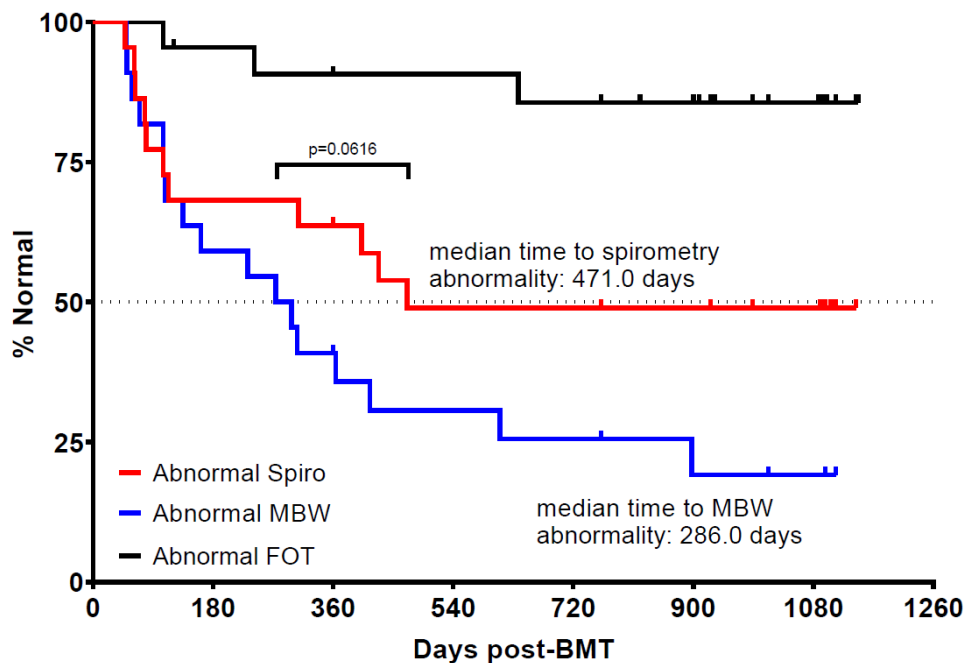 100
p=0.0616
75
median time to spirometry
abnormality: 471.0 days
% Normal
50
25
Abnormal Spiro
Abnormal MBW
Abnormal FOT
median time to MBW
abnormality: 286.0 days
0
0 180 360 540 720 900 1080 1260
Days post-BMT